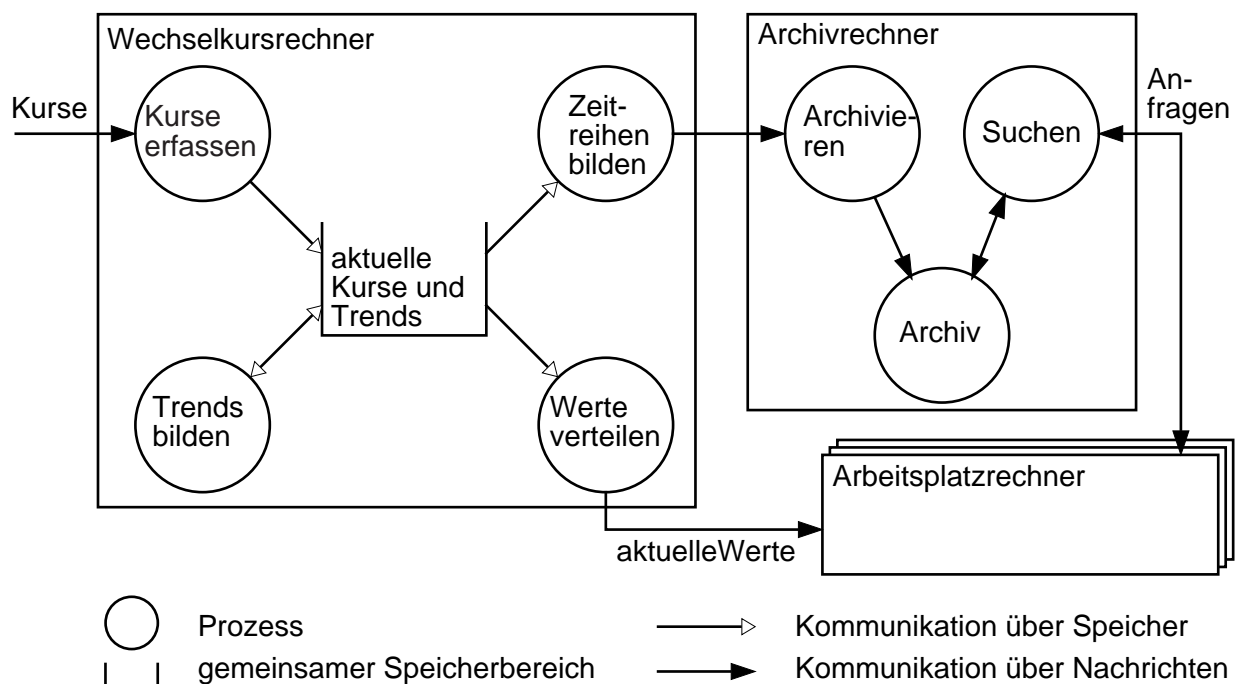 Wechselkursrechner
Kurse
Kurse
erfassen
Zeit-
reihen
bilden
aktuelle
Kurse und
Trends
Trends
bilden
Werte
verteilen
Archivrechner
Archivie-
ren
Suchen
Archiv
An-
fragen
Arbeitsplatzrechner
aktuelleWerte
Prozess
Kommunikation über Speicher
gemeinsamer Speicherbereich
Kommunikation über Nachrichten